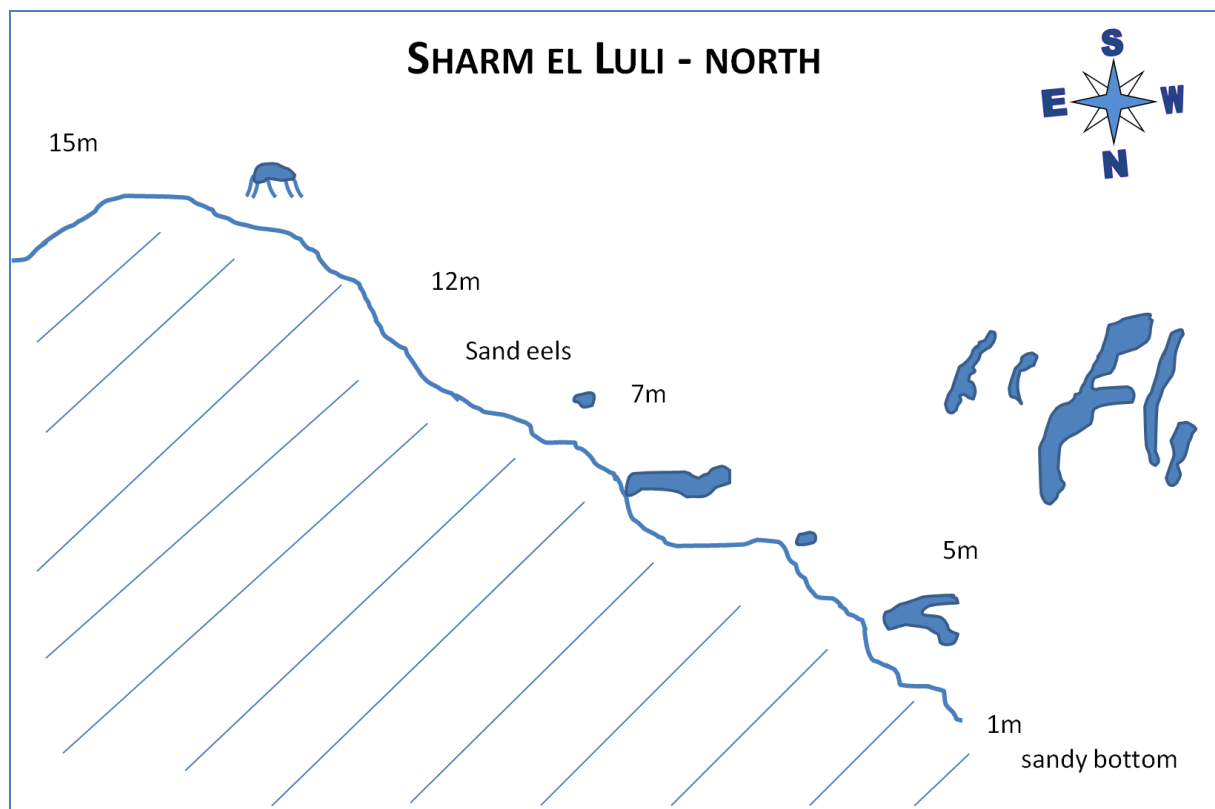 SHARM EL LULI - NORTH
S
E W
N
15m
12m
Sand eels
7m
5m
1m
sandy bottom